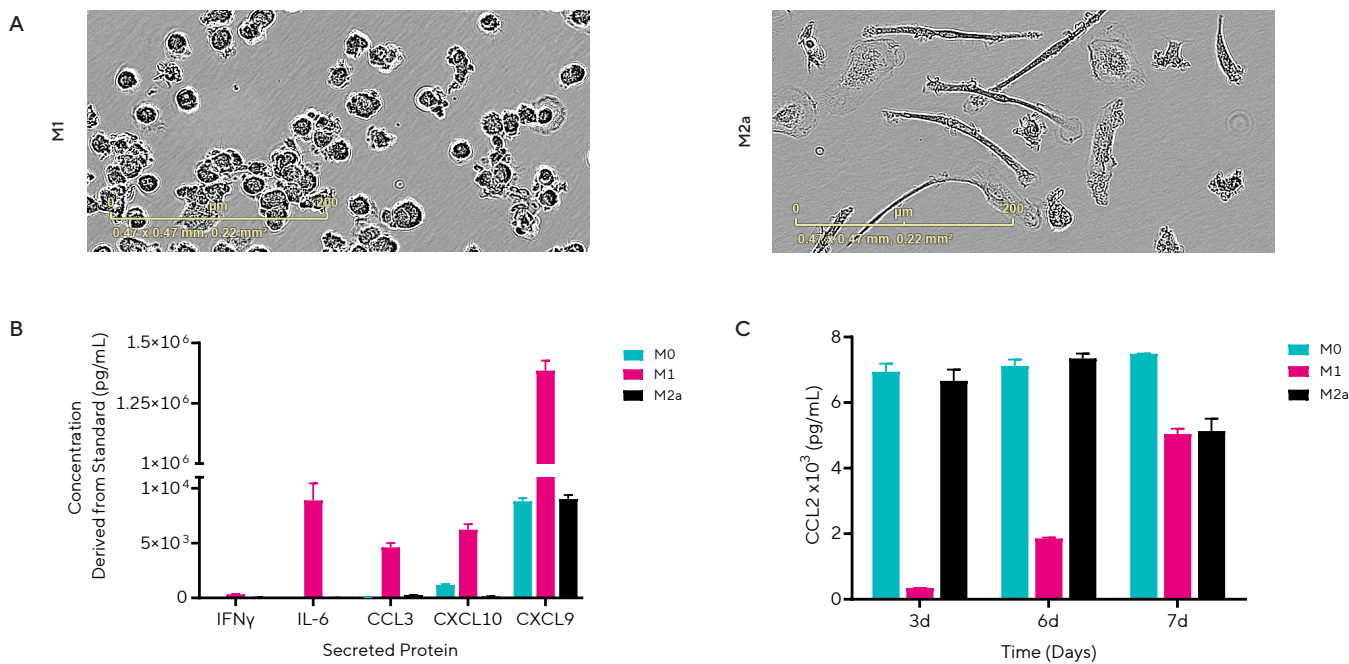 A
M1
0 µm 200
0.47 x 0.47 mm, 0.22 mm²
M2a
0 µm 200
0.47 x 0.47 mm, 0.22 mm²
B
Concentration
Derived from Standard (pg/mL)
1.5×10⁶
1.25×10⁶
1×10⁶
1×10⁴
5×10³
0
IFNγ IL-6 CCL3 CXCL10 CXCL9
Secreted Protein
M0
M1
M2a
C
CCL2 x10³ (pg/mL)
8
6
4
2
0
3d 6d 7d
Time (Days)
M0
M1
M2a